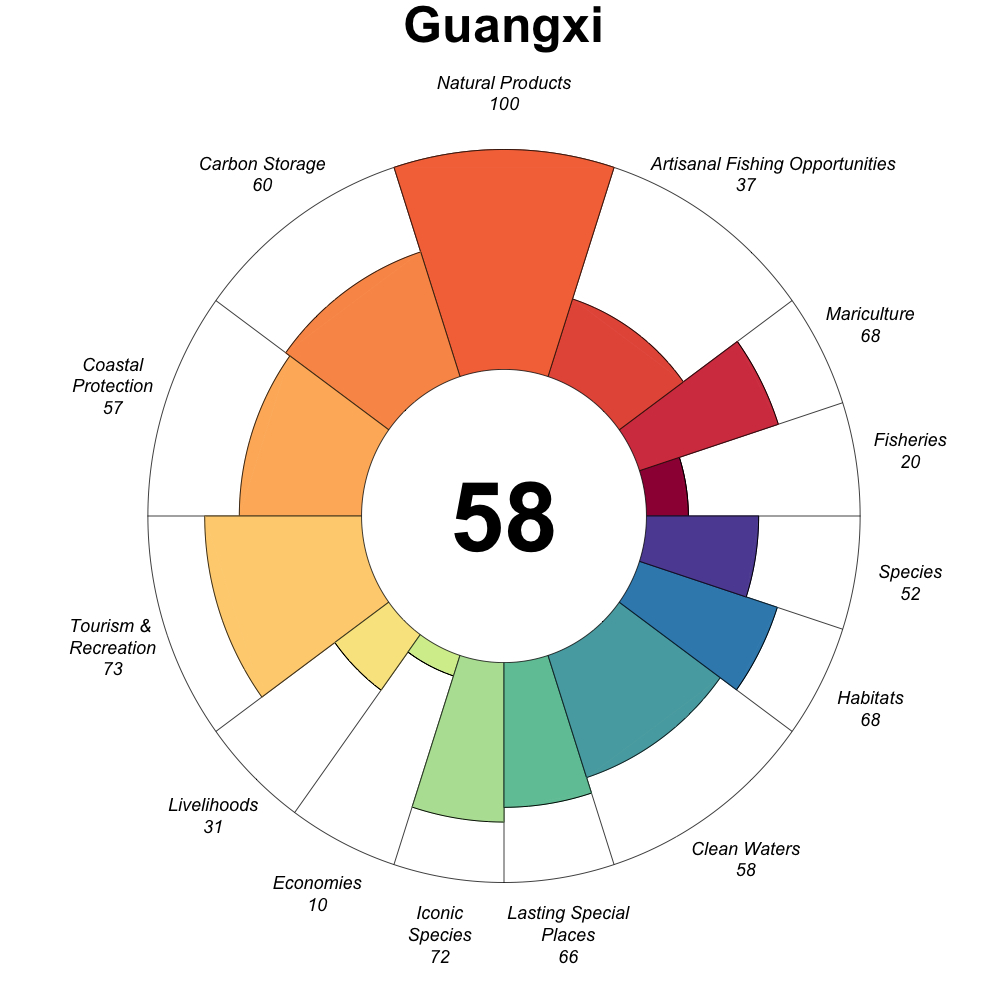 Guangxi
Natural Products
100
Carbon Storage
60
Artisanal Fishing Opportunities
37
Mariculture
68
Coastal
Protection
57
Fisheries
20
58
Species
52
Tourism &
Recreation
73
Habitats
68
Livelihoods
31
Clean Waters
58
Economies
10
Iconic
Species
72
Lasting Special
Places
66